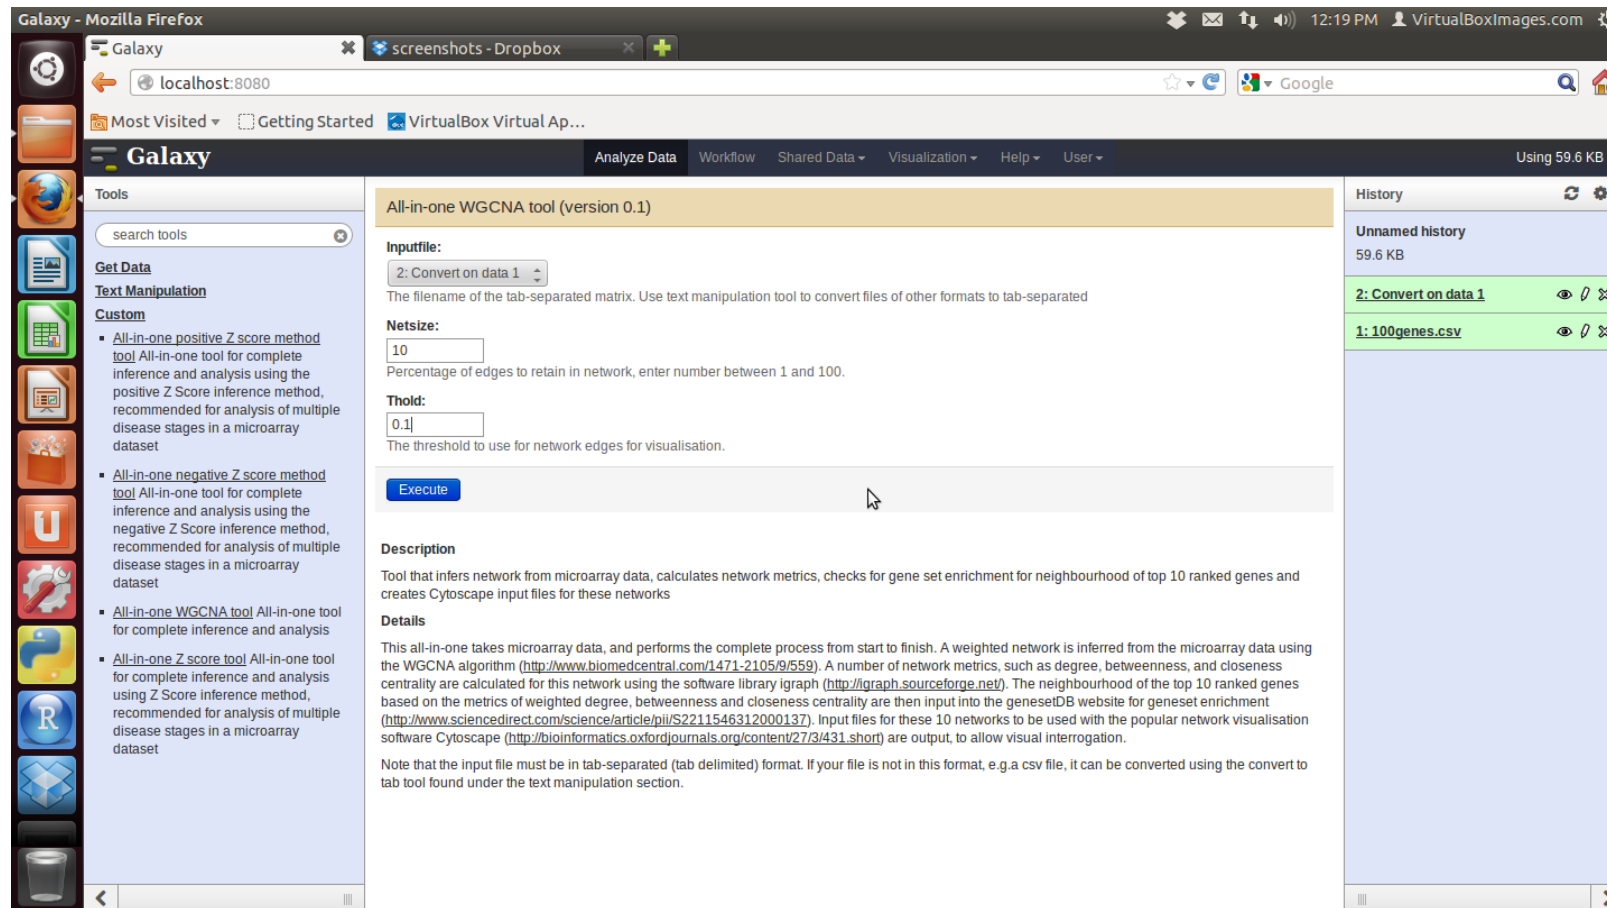 Galaxy - Mozilla Firefox
12:19 PM VirtualBoxImages.com
Galaxy
screenshots - Dropbox
localhost:8080
Google
Most Visited
Getting Started
VirtualBox Virtual Ap...
Galaxy
Analyze Data Workflow Shared Data Visualization Help User
Using 59.6 KB
Tools
search tools
Get Data
Text Manipulation
Custom
All-in-one positive Z score method
tool All-in-one tool for complete
inference and analysis using the
positive Z Score inference method,
recommended for analysis of multiple
disease stages in a microarray
dataset
All-in-one negative Z score method
tool All-in-one tool for complete
inference and analysis using the
negative Z Score inference method,
recommended for analysis of multiple
disease stages in a microarray
dataset
All-in-one WGCNA tool All-in-one tool
for complete inference and analysis
All-in-one Z score tool All-in-one tool
for complete inference and analysis
using Z Score inference method,
recommended for analysis of multiple
disease stages in a microarray
dataset
All-in-one WGCNA tool (version 0.1)
Inputfile:
2: Convert on data 1
The filename of the tab-separated matrix. Use text manipulation tool to convert files of other formats to tab-separated
Netsize:
10
Percentage of edges to retain in network, enter number between 1 and 100.
Thold:
0.1
The threshold to use for network edges for visualisation.
Execute
Description
Tool that infers network from microarray data, calculates network metrics, checks for gene set enrichment for neighbourhood of top 10 ranked genes and
creates Cytoscape input files for these networks
Details
This all-in-one takes microarray data, and performs the complete process from start to finish. A weighted network is inferred from the microarray data using
the WGCNA algorithm (http://www.biomedcentral.com/1471-2105/9/559). A number of network metrics, such as degree, betweenness, and closeness
centrality are calculated for this network using the software library igraph (http://igraph.sourceforge.net/). The neighbourhood of the top 10 ranked genes
based on the metrics of weighted degree, betweenness and closeness centrality are then input into the genesetDB website for geneset enrichment
(http://www.sciencedirect.com/science/article/pii/S2211546312000137). Input files for these 10 networks to be used with the popular network visualisation
software Cytoscape (http://bioinformatics.oxfordjournals.org/content/27/3/431.short) are output, to allow visual interrogation.
Note that the input file must be in tab-separated (tab delimited) format. If your file is not in this format, e.g.a csv file, it can be converted using the convert to
tab tool found under the text manipulation section.
History
Unnamed history
59.6 KB
2: Convert on data 1
1: 100genes.csv